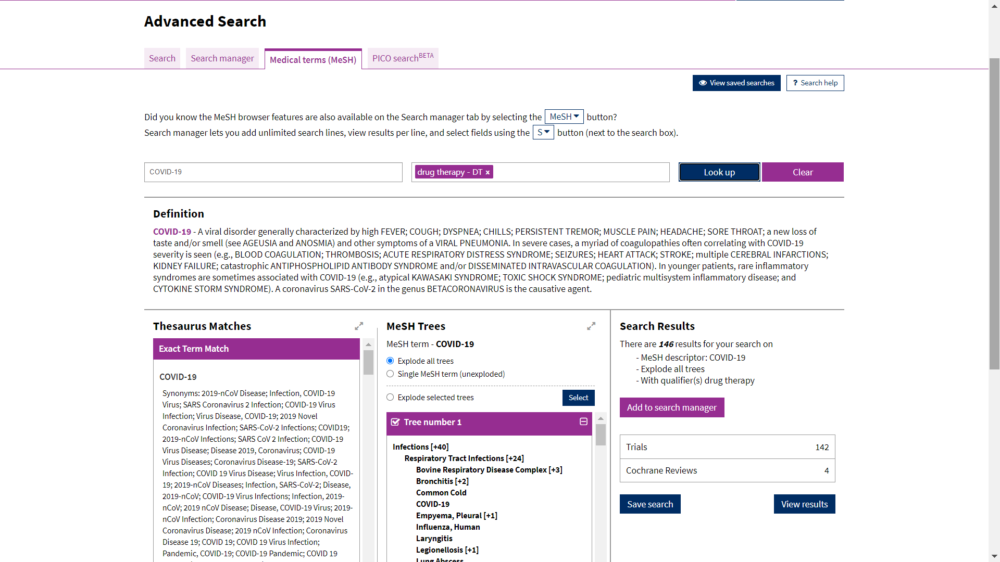 Advanced Search
Search
Search manager
Medical terms (MeSH)
PICO search BETA
View saved searches
? Search help
Did you know the MeSH browser features are also available on the Search manager tab by selecting the MeSH button?
Search manager lets you add unlimited search lines, view results per line, and select fields using the S button (next to the search box).
COVID-19
drug therapy - DT x
Look up
Clear
Definition
COVID-19 - A viral disorder generally characterized by high FEVER; COUGH; DYSPNEA; CHILLS; PERSISTENT TREMOR; MUSCLE PAIN; HEADACHE; SORE THROAT; a new loss of
taste and/or smell (see AGEUSIA and ANOSMIA) and other symptoms of a VIRAL PNEUMONIA. In severe cases, a myriad of coagulopathies often correlating with COVID-19
severity is seen (e.g., BLOOD COAGULATION; THROMBOSIS; ACUTE RESPIRATORY DISTRESS SYNDROME; SEIZURES; HEART ATTACK; STROKE; multiple CEREBRAL INFARCTIONS;
KIDNEY FAILURE; catastrophic ANTIPHOSPHOLIPID ANTIBODY SYNDROME and/or DISSEMINATED INTRAVASCULAR COAGULATION). In younger patients, rare inflammatory
syndromes are sometimes associated with COVID-19 (e.g., atypical KAWASAKI SYNDROME; TOXIC SHOCK SYNDROME; pediatric multisystem inflammatory disease; and
CYTOKINE STORM SYNDROME). A coronavirus SARS-CoV-2 in the genus BETACORONAVIRUS is the causative agent.
Thesaurus Matches
Exact Term Match
COVID-19
Synonyms: 2019-nCoV Disease; Infection, COVID-19
Virus; SARS Coronavirus 2 Infection; COVID-19 Virus
Infection; Virus Disease, COVID-19; 2019 Novel
Coronavirus Infection; SARS-CoV-2 Infections; COVID19;
2019-nCoV Infections; SARS CoV 2 Infection; COVID-19
Virus Disease; Disease 2019, Coronavirus; COVID-19
Virus Diseases; Coronavirus Disease-19; SARS-CoV-2
Infection; COVID 19 Virus Disease; Virus Infection, COVID-
19; 2019-nCoV Diseases; Infection, SARS-CoV-2; Disease,
2019-nCoV; COVID-19 Virus Infections; Infection, 2019-
nCoV; 2019 nCoV Disease; Disease, COVID-19 Virus; 2019-
nCoV Infection; Coronavirus Disease 2019; 2019 Novel
Coronavirus Disease; 2019 nCoV Infection; Coronavirus
Disease 19; COVID 19; COVID 19 Virus Infection;
Pandemic, COVID-19; COVID-19 Pandemic; COVID 19
MeSH Trees
MeSH term - COVID-19
Explode all trees
Single MeSH term (unexploded)
Explode selected trees
Select
Tree number 1
Infections [+40]
Respiratory Tract Infections [+24]
Bovine Respiratory Disease Complex [+3]
Bronchitis [+2]
Common Cold
COVID-19
Empyema, Pleural [+1]
Influenza, Human
Laryngitis
Legionellosis [+1]
Lung Abscess
Search Results
There are 146 results for your search on
- MeSH descriptor: COVID-19
- Explode all trees
- With qualifier(s) drug therapy
Add to search manager
Trials 142
Cochrane Reviews 4
Save search
View results